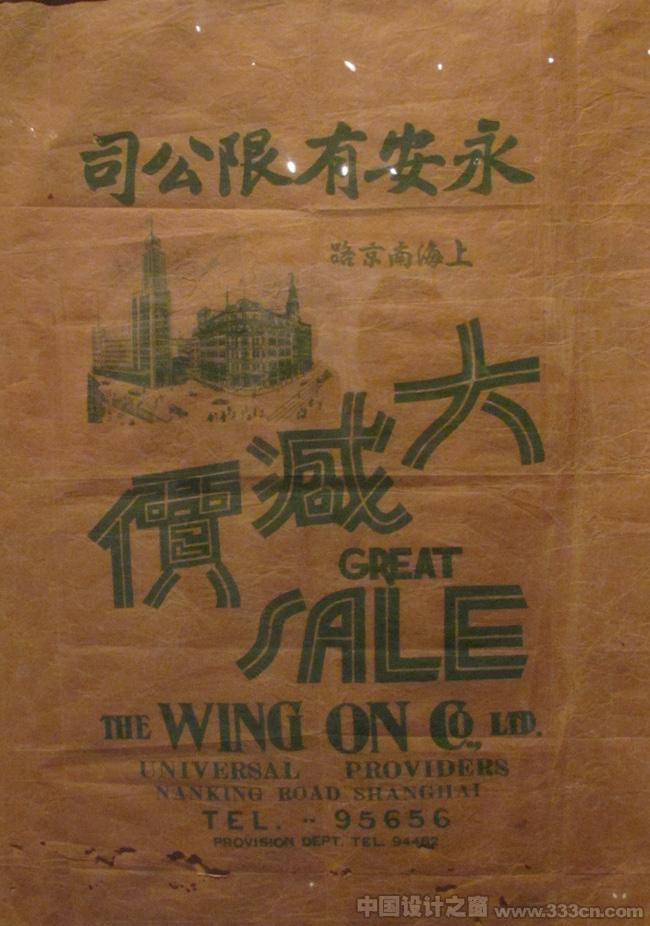 永安有限公司
上海南京路
大減價
GREAT
SALE
THE WING ON CO., LTD.
UNIVERSAL PROVIDERS
NANKING ROAD SHANGHAI
TEL. -- 95656
PROVISION DEPT. TEL. 94462
中国设计之窗 www.333cn.com